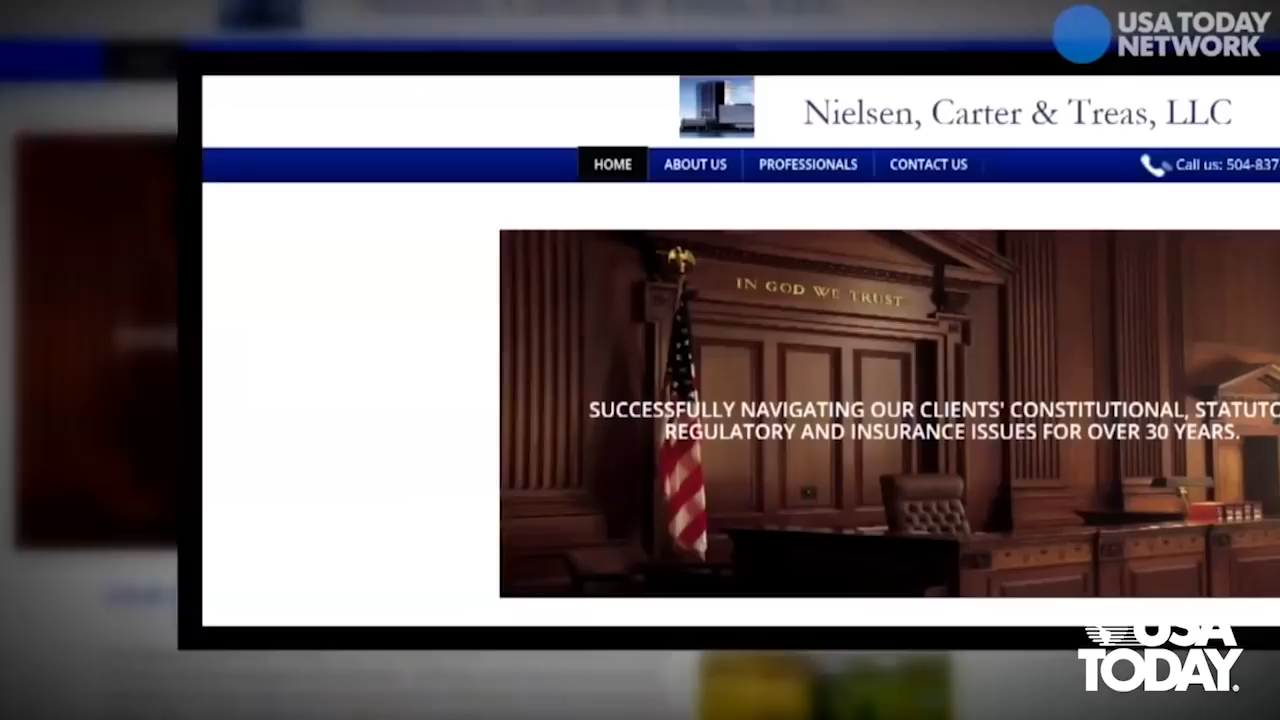 USA TODAY
NETWORK
Nielsen, Carter & Treas, LLC
HOME ABOUT US PROFESSIONALS CONTACT US Call us: 504-837
IN GOD WE TRUST
SUCCESSFULLY NAVIGATING OUR CLIENTS' CONSTITUTIONAL, STATUTO
REGULATORY AND INSURANCE ISSUES FOR OVER 30 YEARS.
USA
TODAY.